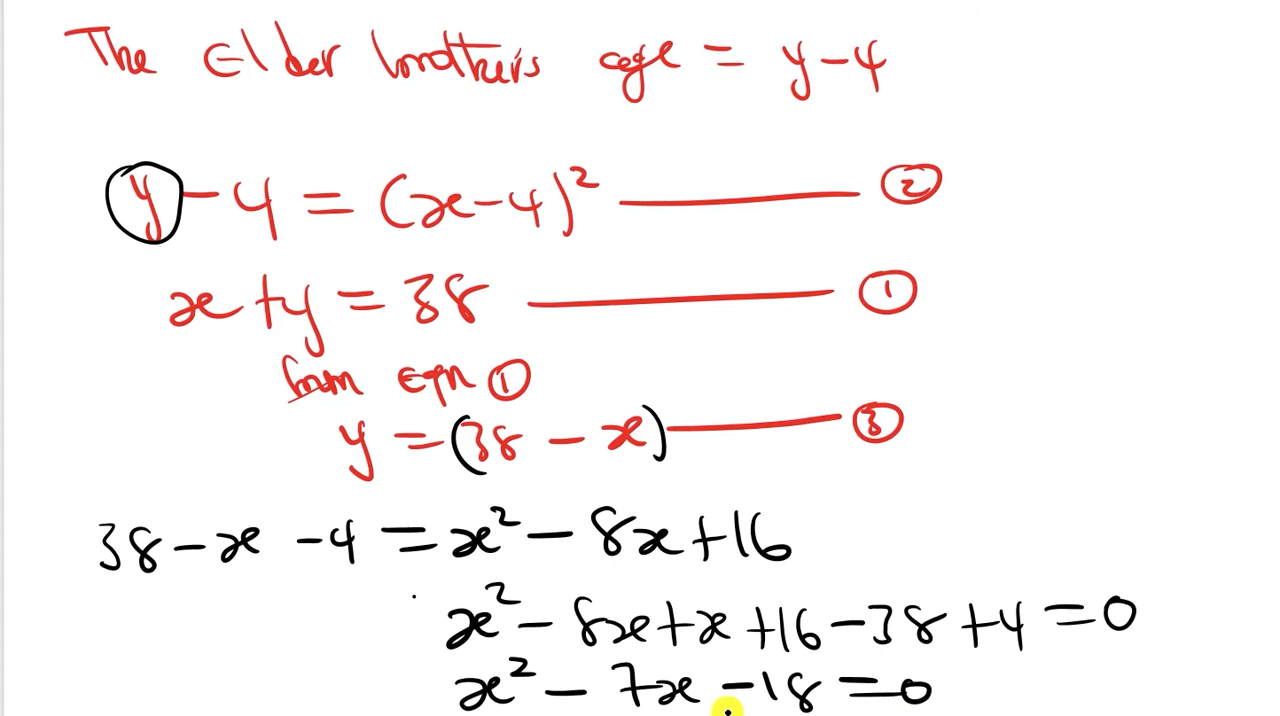 The Elder brothers age = y - 4
y - 4 = (x - 4)² ②
x + y = 38 ①
from Eqn ①
y = (38 - x) ③
38 - x - 4 = x² - 8x + 16
x² - 8x + x + 16 - 38 + 4 = 0
x² - 7x - 18 = 0